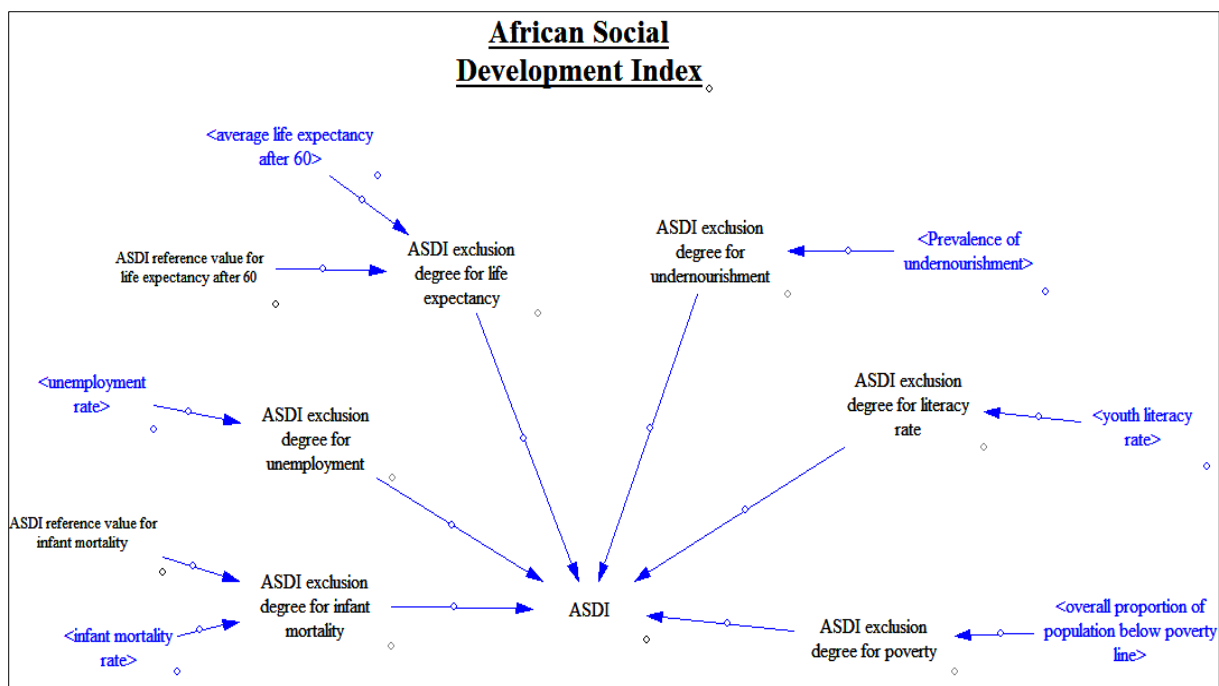 African Social
Development Index
<average life expectancy
after 60>
ASDI reference value for
life expectancy after 60
ASDI exclusion
degree for life
expectancy
ASDI exclusion
degree for
undernourishment
<Prevalence of
undernourishment>
<unemployment
rate>
ASDI exclusion
degree for
unemployment
ASDI exclusion
degree for literacy
rate
<youth literacy
rate>
ASDI reference value for
infant mortality
ASDI exclusion
degree for infant
mortality
<infant mortality
rate>
ASDI
ASDI exclusion
degree for poverty
<overall proportion of
population below poverty
line>